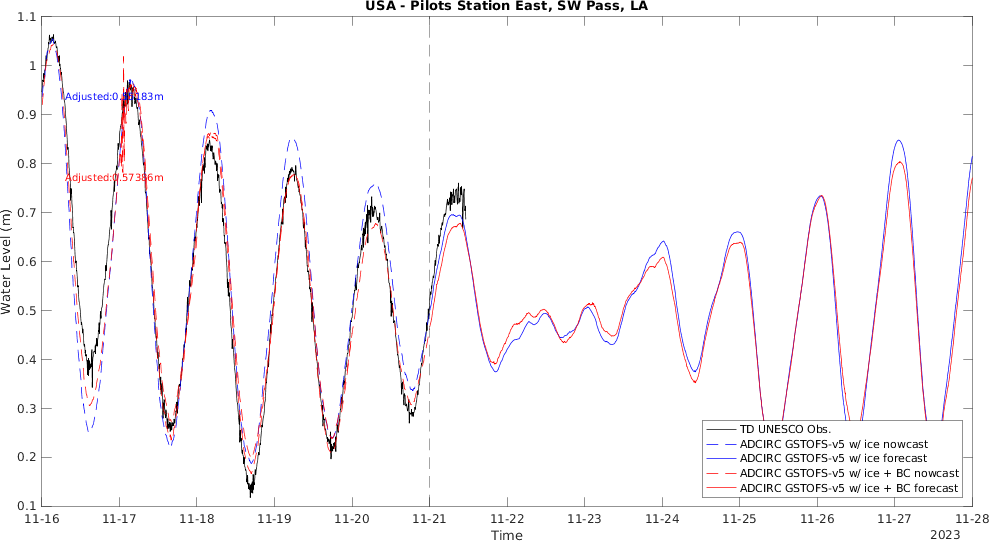 USA - Pilots Station East, SW Pass, LA
Water Level (m)
1.1
1
0.9
0.8
0.7
0.6
0.5
0.4
0.3
0.2
0.1
Adjusted:0.
183m
Adjusted:0.57386m
TD UNESCO Obs.
ADCIRC GSTOFS-v5 w/ ice nowcast
ADCIRC GSTOFS-v5 w/ ice forecast
ADCIRC GSTOFS-v5 w/ ice + BC nowcast
ADCIRC GSTOFS-v5 w/ ice + BC forecast
11-16 11-17 11-18 11-19 11-20 11-21 11-22 11-23 11-24 11-25 11-26 11-27 11-28
Time
2023